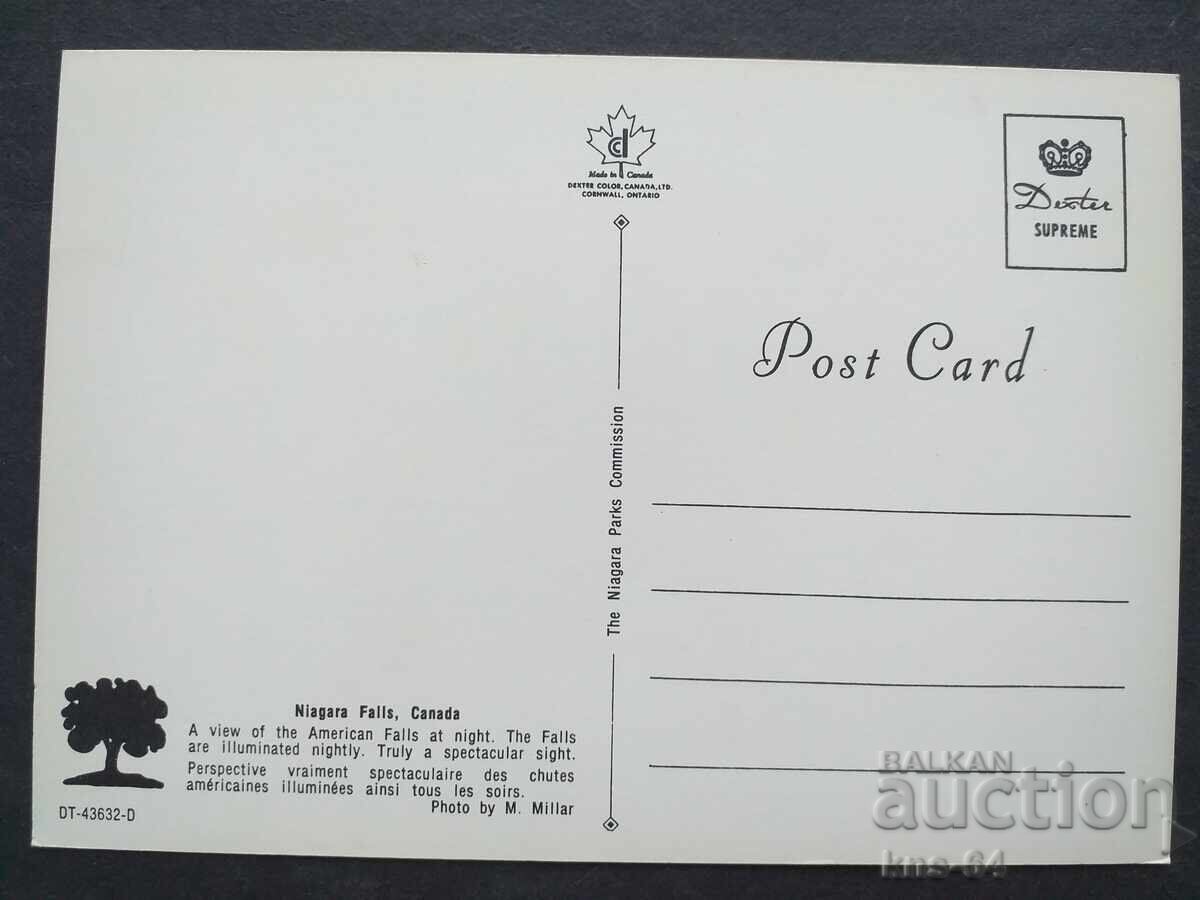 cd
Made in Canada
DEXTER COLOR, CANADA, LTD.
CORNWALL, ONTARIO
Dexter
SUPREME
Post Card
The Niagara Parks Commission
Niagara Falls, Canada
A view of the American Falls at night. The Falls
are illuminated nightly. Truly a spectacular sight.
Perspective vraiment spectaculaire des chutes
américaines illuminées ainsi tous les soirs.
Photo by M. Millar
DT-43632-D
BALKAN
auction
kns-64